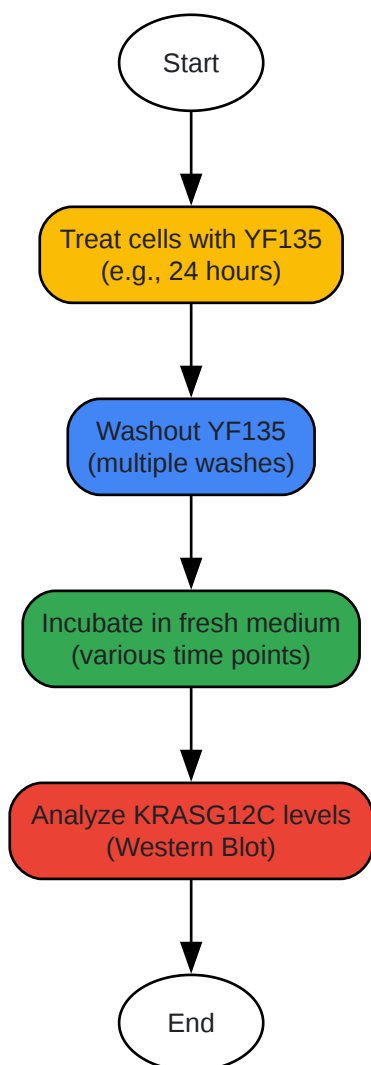 Start
Treat cells with YF135
(e.g., 24 hours)
Washout YF135
(multiple washes)
Incubate in fresh medium
(various time points)
Analyze KRASG12C levels
(Western Blot)
End